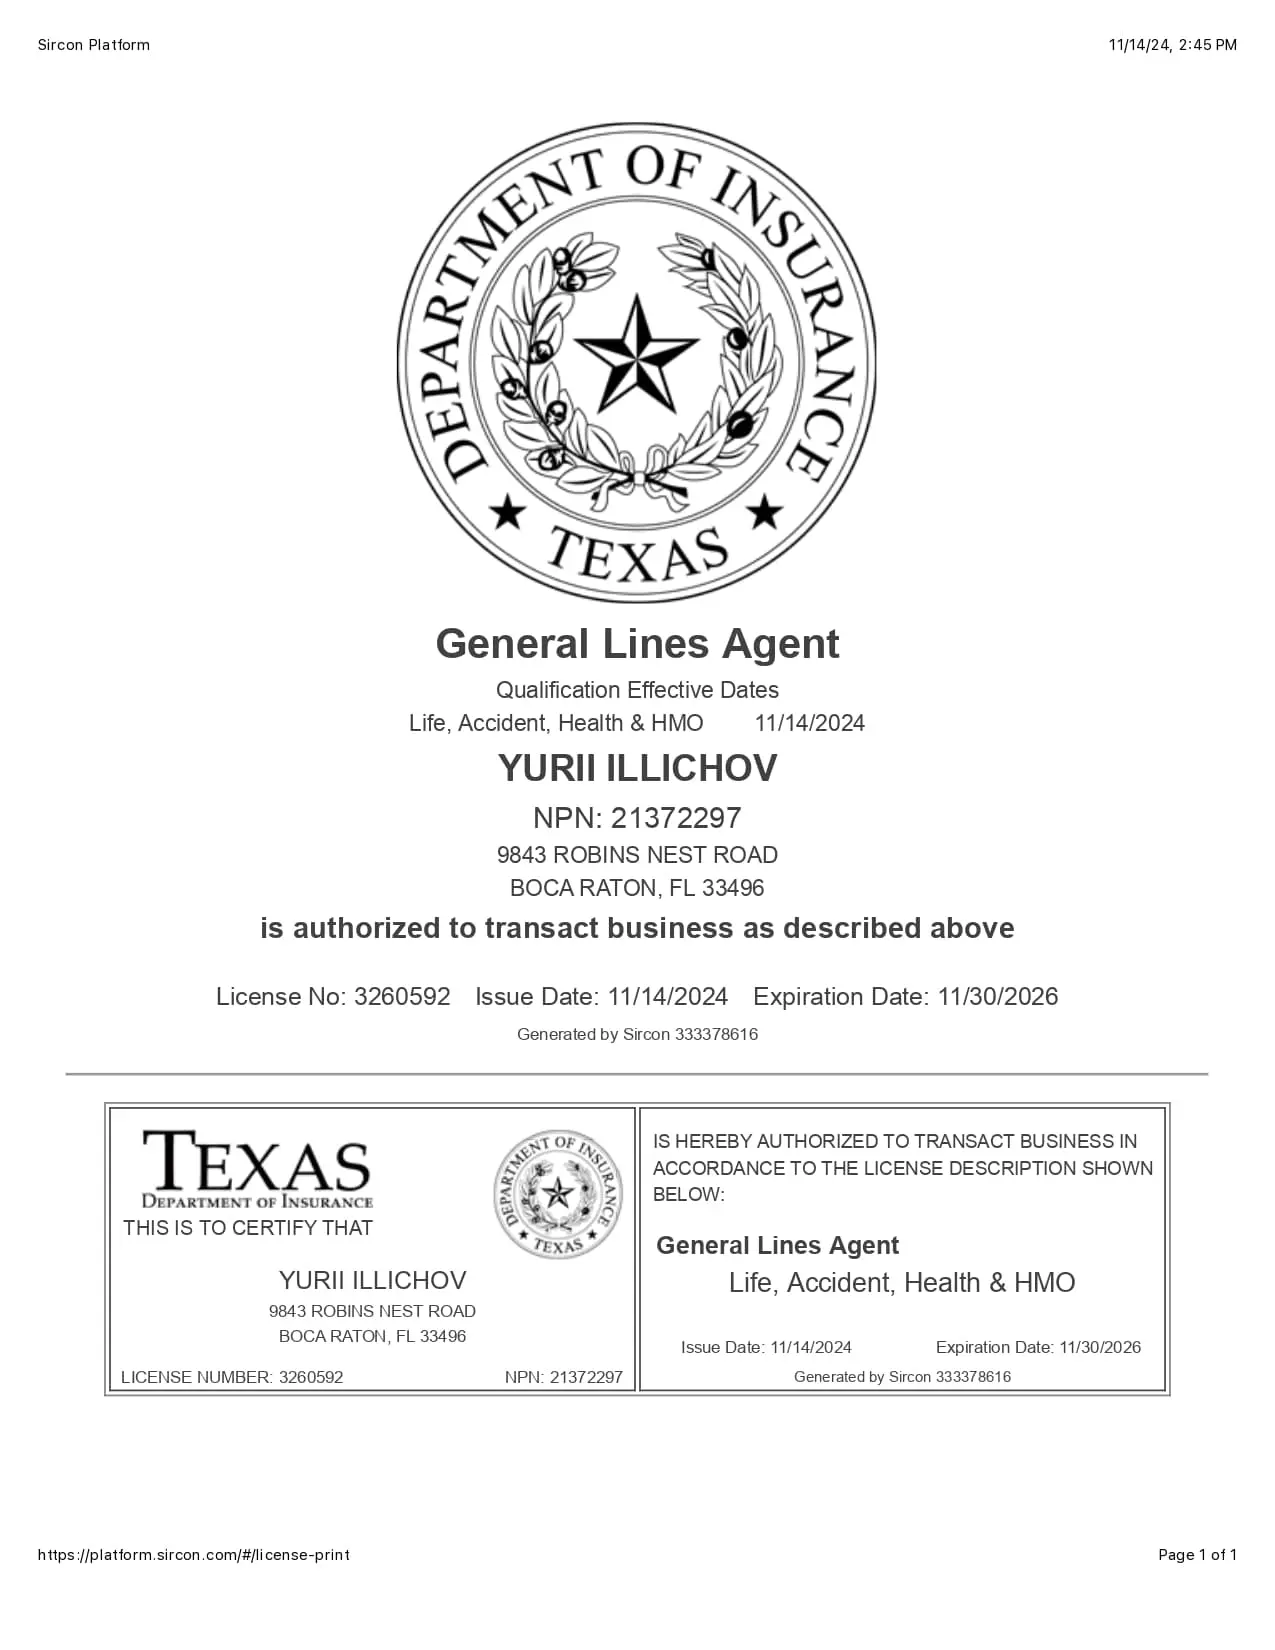 Sircon Platform 11/14/24, 2:45 PM
DEPARTMENT OF INSURANCE
TEXAS
General Lines Agent
Qualification Effective Dates
Life, Accident, Health & HMO 11/14/2024
YURII ILLICHOV
NPN: 21372297
9843 ROBINS NEST ROAD
BOCA RATON, FL 33496
is authorized to transact business as described above
License No: 3260592 Issue Date: 11/14/2024 Expiration Date: 11/30/2026
Generated by Sircon 333378616
TEXAS
DEPARTMENT OF INSURANCE
DEPARTMENT OF INSURANCE
TEXAS
THIS IS TO CERTIFY THAT
YURII ILLICHOV
9843 ROBINS NEST ROAD
BOCA RATON, FL 33496
LICENSE NUMBER: 3260592 NPN: 21372297
IS HEREBY AUTHORIZED TO TRANSACT BUSINESS IN
ACCORDANCE TO THE LICENSE DESCRIPTION SHOWN
BELOW:
General Lines Agent
Life, Accident, Health & HMO
Issue Date: 11/14/2024 Expiration Date: 11/30/2026
Generated by Sircon 333378616
https://platform.sircon.com/#/license-print Page 1 of 1